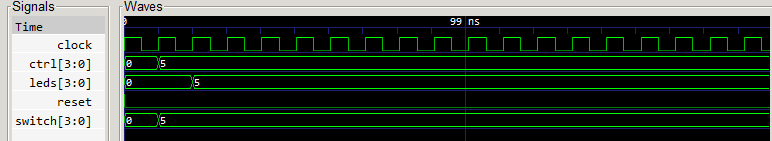 Signals
Waves
Time
0
99 ns
clock
ctrl[3:0]
0 5
leds[3:0]
0 5
reset
switch[3:0]
0 5